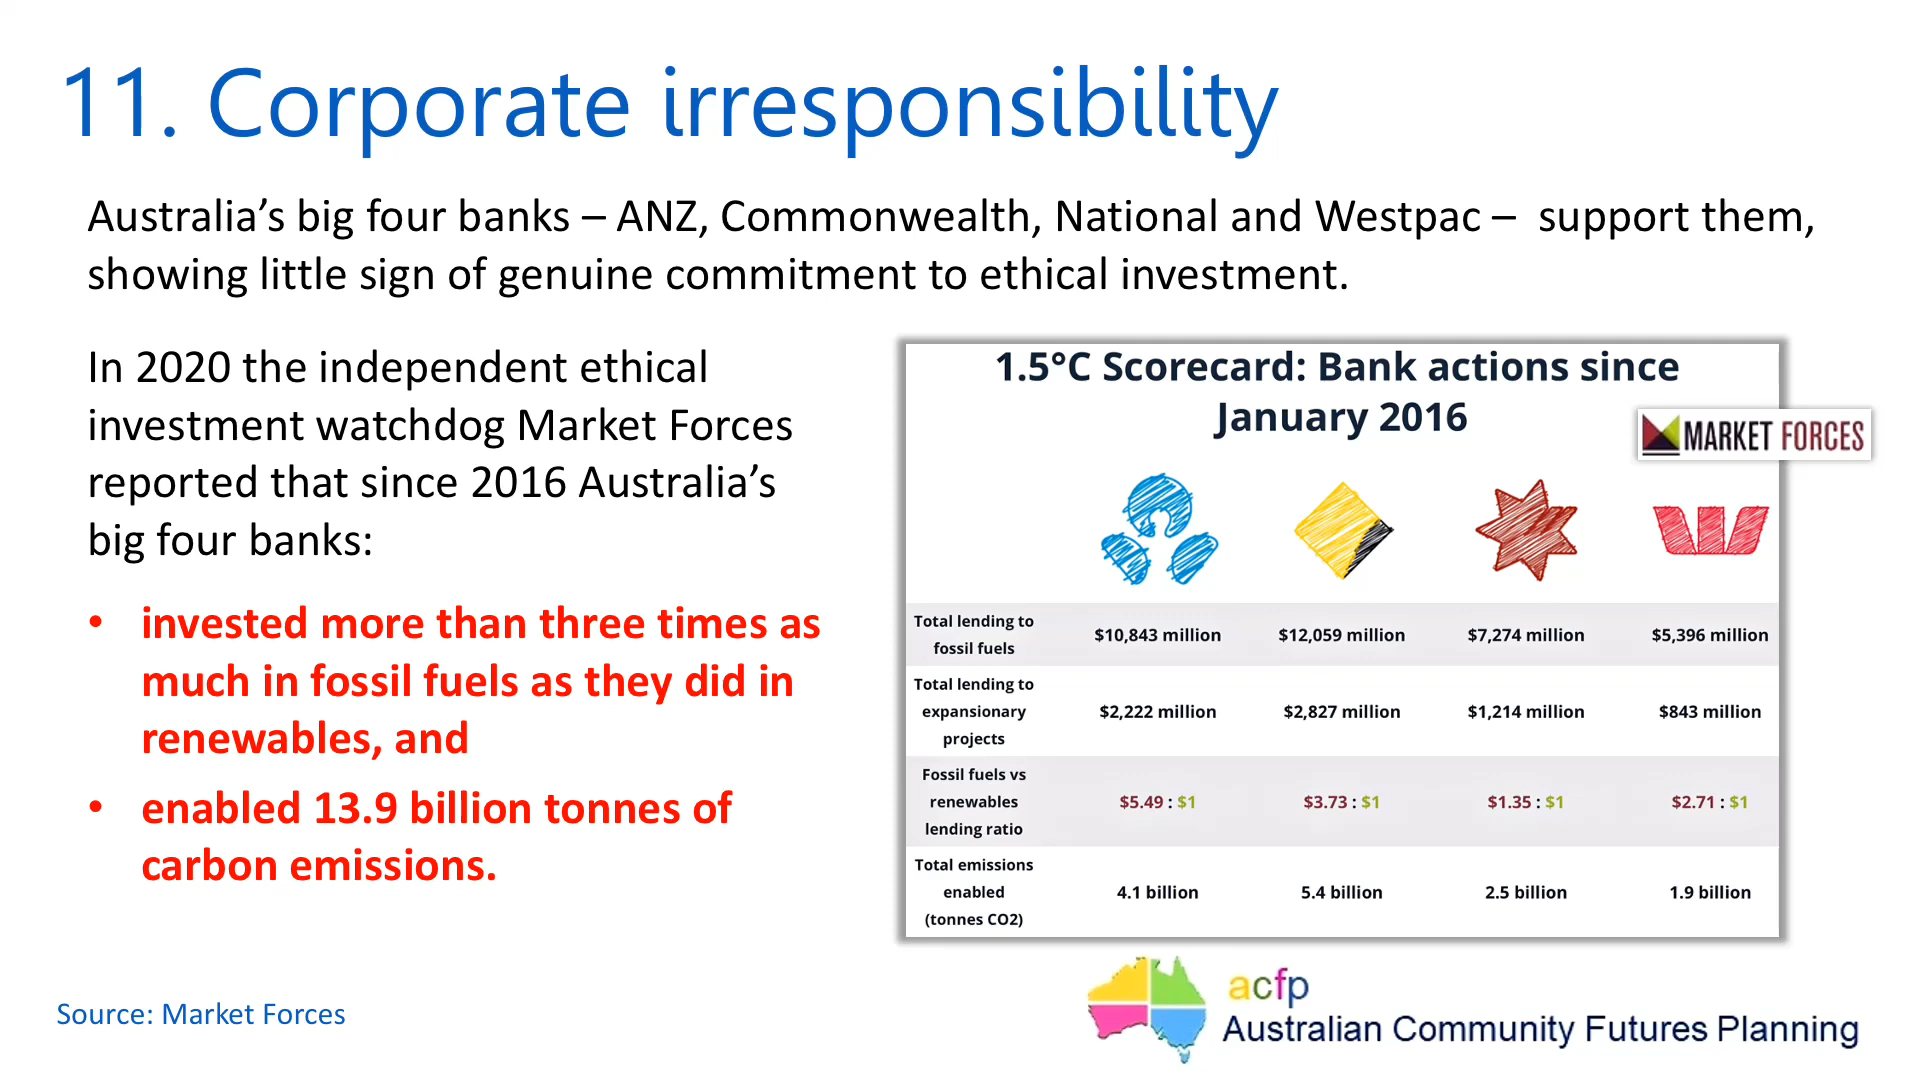 11. Corporate irresponsibility
Australia’s big four banks – ANZ, Commonwealth, National and Westpac –  support them,
showing little sign of genuine commitment to ethical investment.
In 2020 the independent ethical
investment watchdog Market Forces
reported that since 2016 Australia’s
big four banks:
• invested more than three times as
much in fossil fuels as they did in
renewables, and
• enabled 13.9 billion tonnes of
carbon emissions.
1.5°C Scorecard: Bank actions since
January 2016
MARKET FORCES
Total lending to
fossil fuels
$10,843 million $12,059 million $7,274 million $5,396 million
Total lending to
expansionary
projects
$2,222 million $2,827 million $1,214 million $843 million
Fossil fuels vs
renewables
lending ratio
$5.49 : $1 $3.73 : $1 $1.35 : $1 $2.71 : $1
Total emissions
enabled
(tonnes CO2)
4.1 billion 5.4 billion 2.5 billion 1.9 billion
Source: Market Forces
acfp
Australian Community Futures Planning